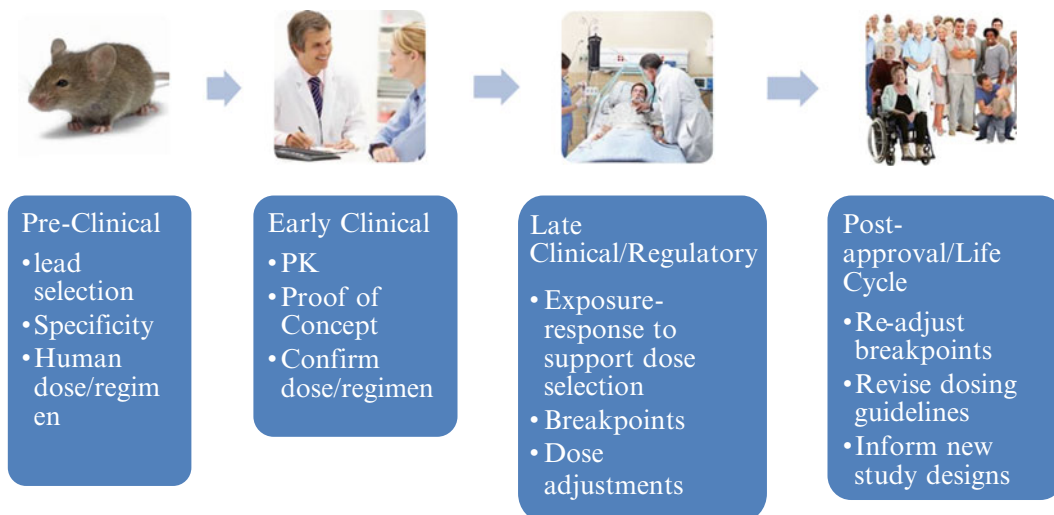 Pre-Clinical
•lead
selection
•Specificity
•Human
dose/regim
en
Early Clinical
•PK
•Proof of
Concept
•Confirm
dose/regimen
Late
Clinical/Regulatory
•Exposure-
response to
support dose
selection
•Breakpoints
•Dose
adjustments
Post-
approval/Life
Cycle
•Re-adjust
breakpoints
•Revise dosing
guidelines
•Inform new
study designs